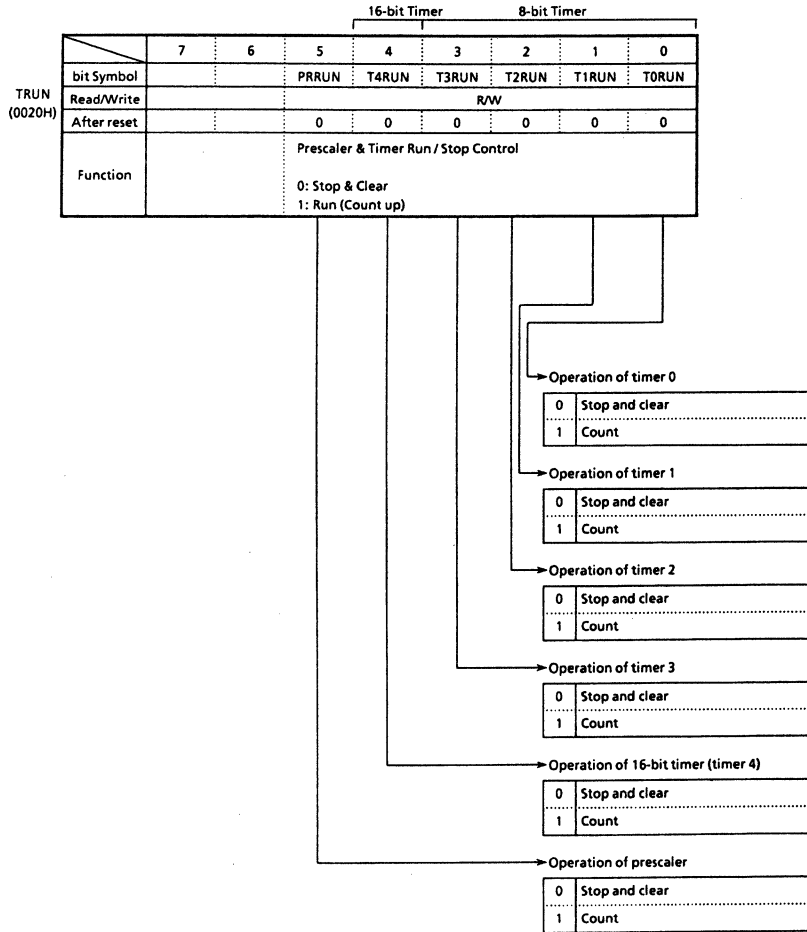 16-bit Timer 8-bit Timer
7 6 5 4 3 2 1 0
bit Symbol PRRUN T4RUN T3RUN T2RUN T1RUN T0RUN
TRUN
(0020H)
Read/Write R/W
After reset 0 0 0 0 0 0
Function
Prescaler & Timer Run / Stop Control
0: Stop & Clear
1: Run (Count up)
Operation of timer 0
0 Stop and clear
1 Count
Operation of timer 1
0 Stop and clear
1 Count
Operation of timer 2
0 Stop and clear
1 Count
Operation of timer 3
0 Stop and clear
1 Count
Operation of 16-bit timer (timer 4)
0 Stop and clear
1 Count
Operation of prescaler
0 Stop and clear
1 Count